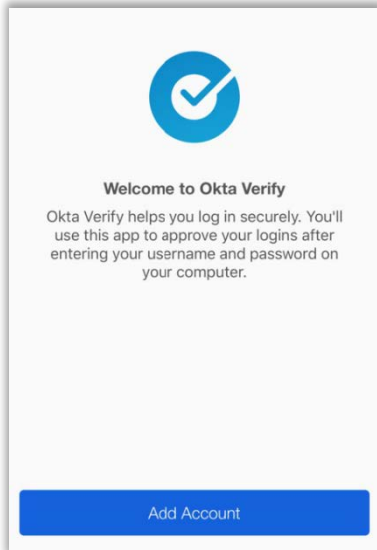 Welcome to Okta Verify
Okta Verify helps you log in securely. You'll
use this app to approve your logins after
entering your username and password on
your computer.
Add Account